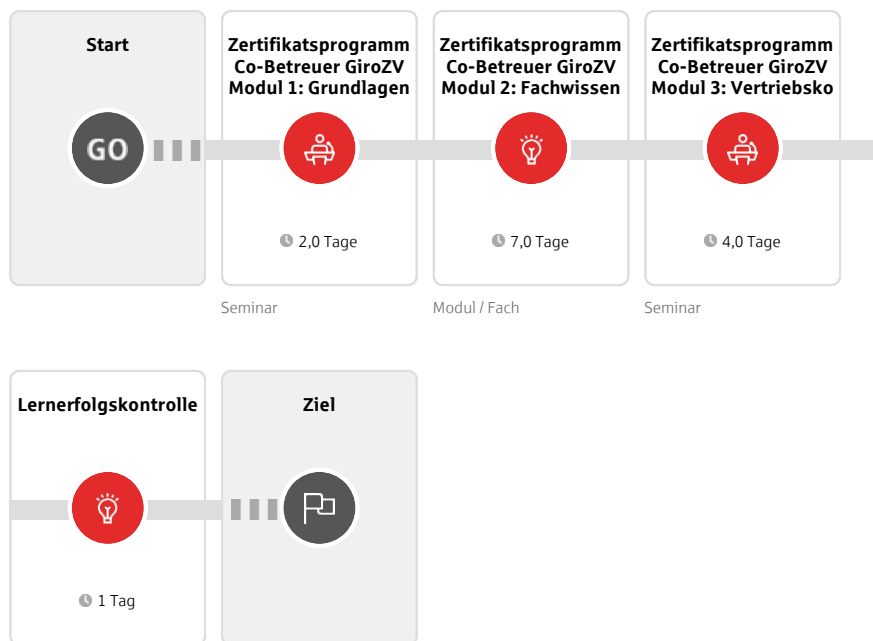 Start
Zertifikatsprogramm
Co-Betreuer GiroZV
Modul 1: Grundlagen
Zertifikatsprogramm
Co-Betreuer GiroZV
Modul 2: Fachwissen
Zertifikatsprogramm
Co-Betreuer GiroZV
Modul 3: Vertriebsko
GO
2,0 Tage
7,0 Tage
4,0 Tage
Seminar
Modul / Fach
Seminar
Lernerfolgskontrolle
Ziel
1 Tag